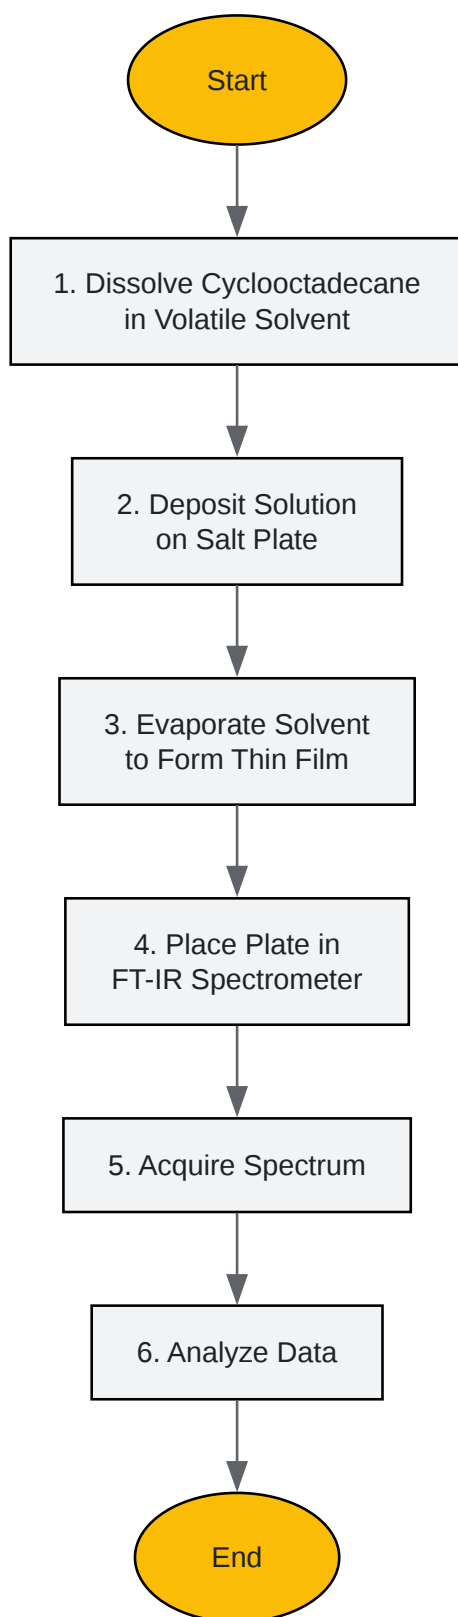 Start
1. Dissolve Cyclooctadecane
in Volatile Solvent
2. Deposit Solution
on Salt Plate
3. Evaporate Solvent
to Form Thin Film
4. Place Plate in
FT-IR Spectrometer
5. Acquire Spectrum
6. Analyze Data
End